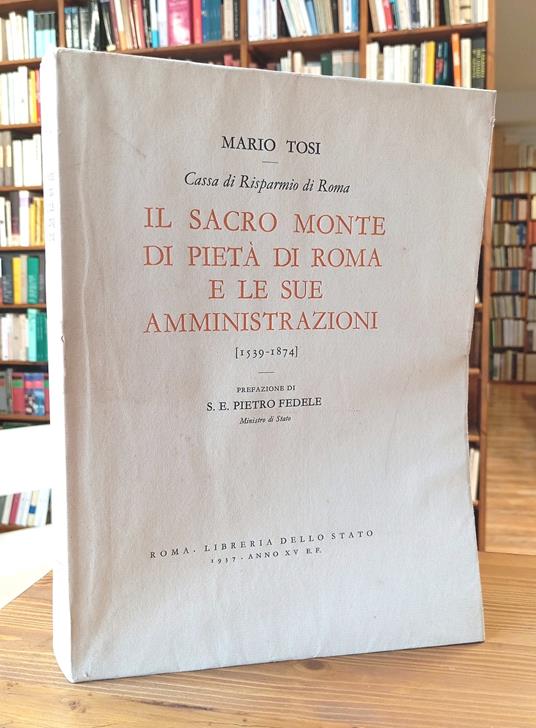 MARIO TOSI
Cassa di Risparmio di Roma
IL SACRO MONTE
DI PIETÀ DI ROMA
E LE SUE
AMMINISTRAZIONI
[1539-1874]
PREFAZIONE DI
S. E. PIETRO FEDELE
Ministro di Stato
ROMA · LIBRERIA DELLO STATO
1937 · ANNO XV E.F.